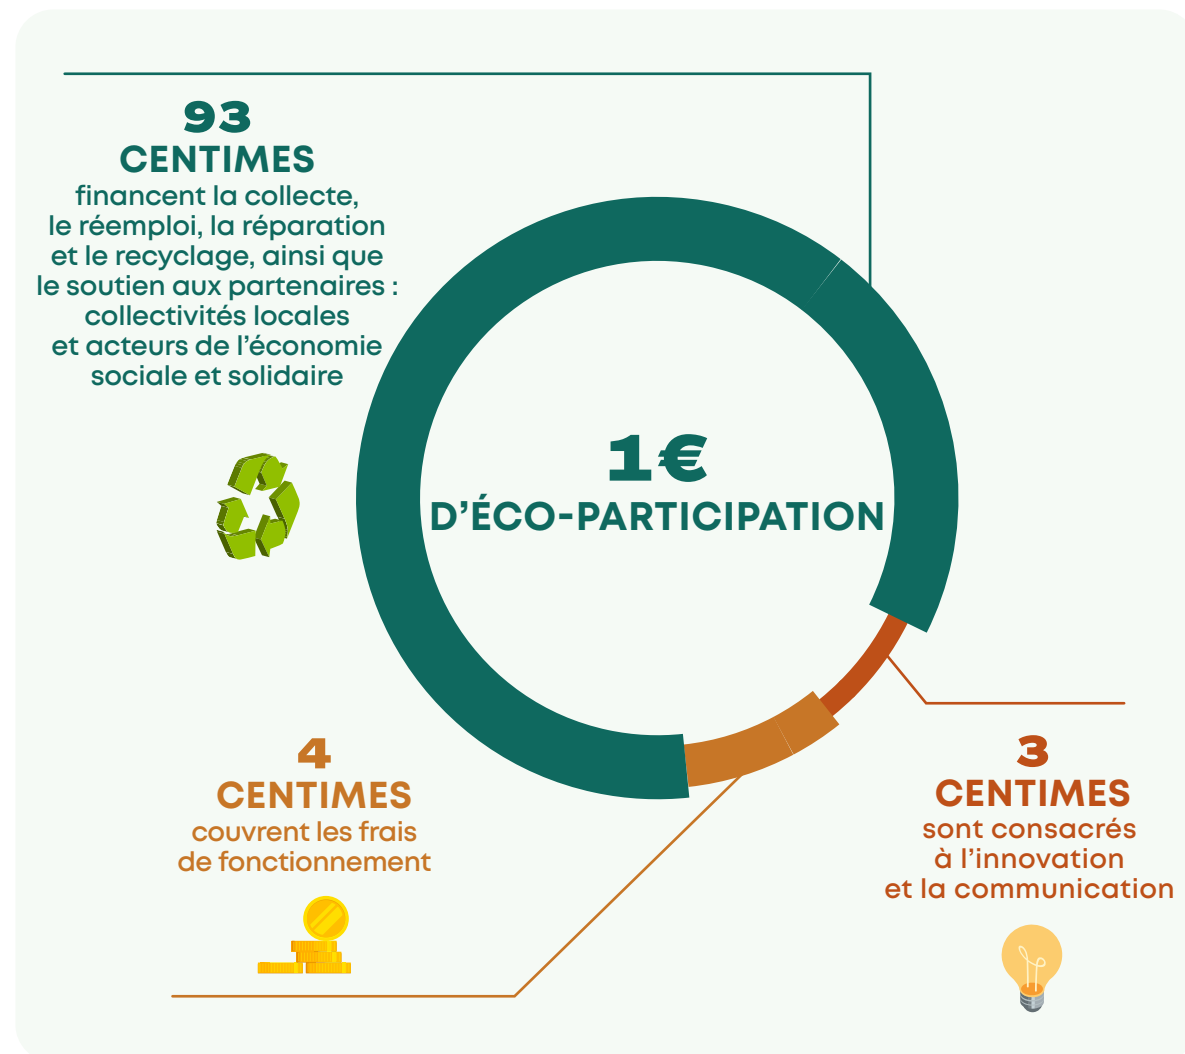 93
CENTIMES
financent la collecte,
le réemploi, la réparation
et le recyclage, ainsi que
le soutien aux partenaires :
collectivités locales
et acteurs de l’économie
sociale et solidaire
1€
D’ÉCO-PARTICIPATION
4
CENTIMES
couvrent les frais
de fonctionnement
3
CENTIMES
sont consacrés
à l’innovation
et la communication